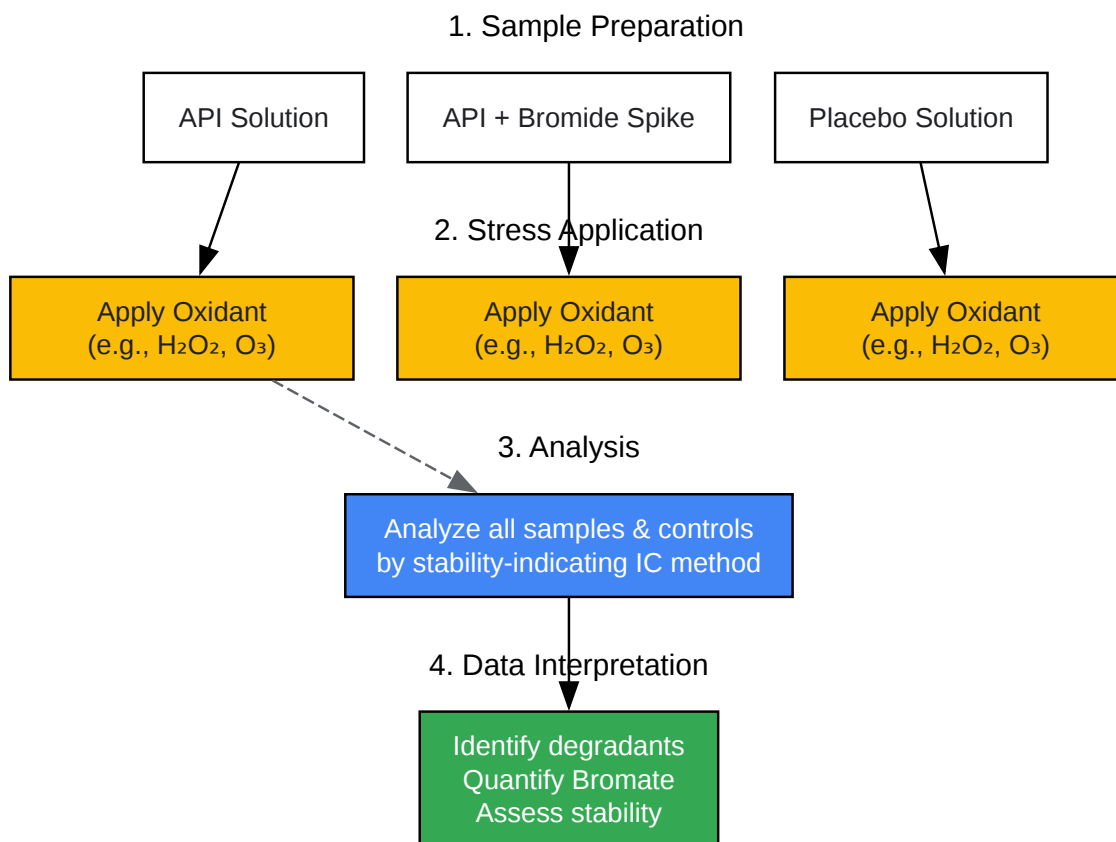 1. Sample Preparation
API Solution
API + Bromide Spike
Placebo Solution
2. Stress Application
Apply Oxidant
(e.g., H₂O₂, O₃)
Apply Oxidant
(e.g., H₂O₂, O₃)
Apply Oxidant
(e.g., H₂O₂, O₃)
3. Analysis
Analyze all samples & controls
by stability-indicating IC method
4. Data Interpretation
Identify degradants
Quantify Bromate
Assess stability